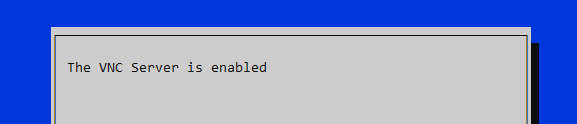 The VNC Server is enabled